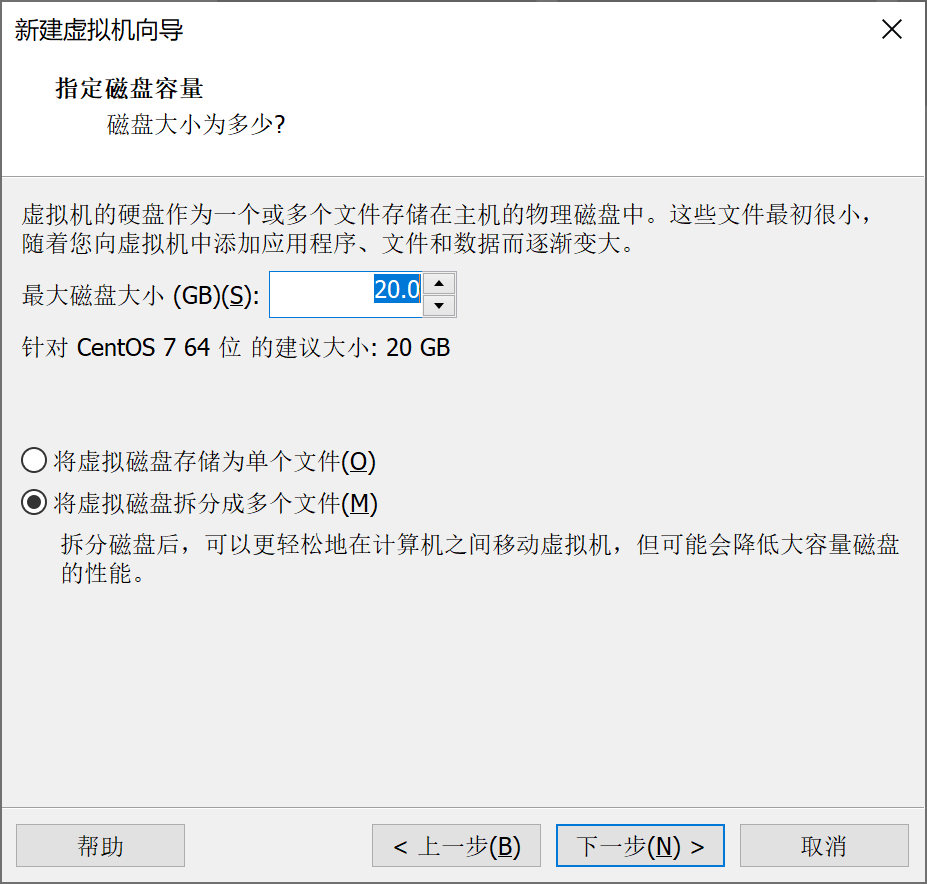 新建虚拟机向导
指定磁盘容量
磁盘大小为多少?
虚拟机的硬盘作为一个或多个文件存储在主机的物理磁盘中。这些文件最初很小，
随着您向虚拟机中添加应用程序、文件和数据而逐渐变大。
最大磁盘大小 (GB)(S): 20.0
针对 CentOS 7 64 位 的建议大小: 20 GB
将虚拟磁盘存储为单个文件(O)
将虚拟磁盘拆分成多个文件(M)
拆分磁盘后，可以更轻松地在计算机之间移动虚拟机，但可能会降低大容量磁盘
的性能。
帮助 < 上一步(B) 下一步(N) > 取消